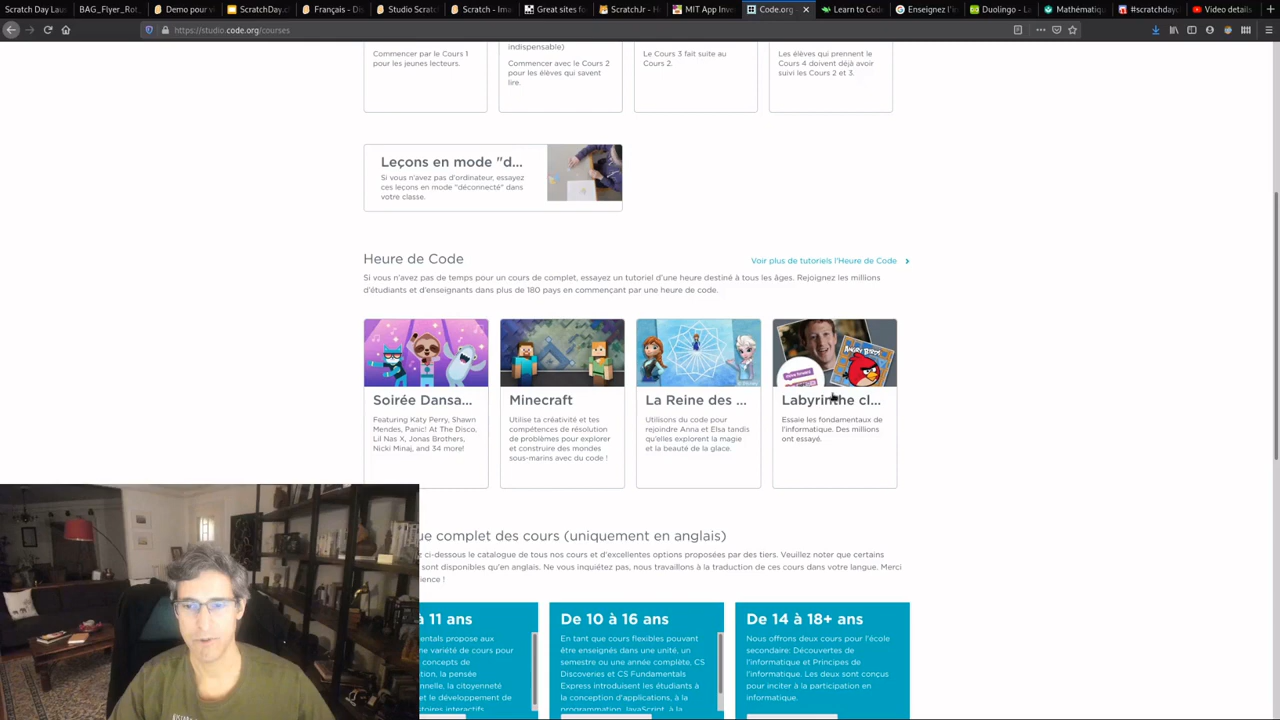 Scratch Day Lau
BAG_Flyer_Rot
Demo pour v
ScratchDay.
Français - Di
Studio Scrat
Scratch - Ima
Great sites fo
ScratchJr - H
MIT App Inve
Code.org
Learn to Code
Enseignez l'i
Duolingo - La
Mathématiqu
#scratchday
Video details
https://studio.code.org/courses
Commencer par le Cours 1
pour les jeunes lecteurs.
indispensable)
Commencer avec le Cours 2
pour les élèves qui savent
lire.
Le Cours 3 fait suite au
Cours 2.
Les élèves qui prennent le
Cours 4 doivent déjà avoir
suivi les Cours 2 et 3.
Leçons en mode "d...
Si vous n'avez pas d'ordinateur, essayez
ces leçons en mode "déconnecté" dans
votre classe.
Heure de Code
Voir plus de tutoriels l'Heure de Code
Si vous n'avez pas de temps pour un cours de complet, essayez un tutoriel d'une heure destiné à tous les âges. Rejoignez les millions
d'étudiants et d'enseignants dans plus de 180 pays en commençant par une heure de code.
Soirée Dansa...
Featuring Katy Perry, Shawn
Mendes, Panic! At The Disco,
Lil Nas X, Jonas Brothers,
Nicki Minaj, and 34 more!
Minecraft
Utilise ta créativité et tes
compétences de résolution
de problèmes pour explorer
et construire des mondes
sous-marins avec du code !
La Reine des ...
Utilisons du code pour
rejoindre Anna et Elsa tandis
qu'elles explorent la magie
et la beauté de la glace.
ANGRY BIRDS
Labyrinthe cl...
Essaie les fondamentaux de
l'informatique. Des millions
ont essayé.
que complet des cours (uniquement en anglais)
r ci-dessous le catalogue de tous nos cours et d'excellentes options proposées par des tiers. Veuillez noter que certains
sont disponibles qu'en anglais. Ne vous inquiétez pas, nous travaillons à la traduction de ces cours dans votre langue. Merci
ience !
à 11 ans
entals propose aux
ne variété de cours pour
concepts de
tion, la pensée
nnelle, la citoyenneté
et le développement de
stoires interactifs
De 10 à 16 ans
En tant que cours flexibles pouvant
être enseignés dans une unité, un
semestre ou une année complète, CS
Discoveries et CS Fundamentals
Express introduisent les étudiants à
la conception d'applications, à la
programmation, JavaScript, à la
De 14 à 18+ ans
Nous offrons deux cours pour l'école
secondaire: Découvertes de
l'informatique et Principes de
l'informatique. Les deux sont conçus
pour inciter à la participation en
informatique.